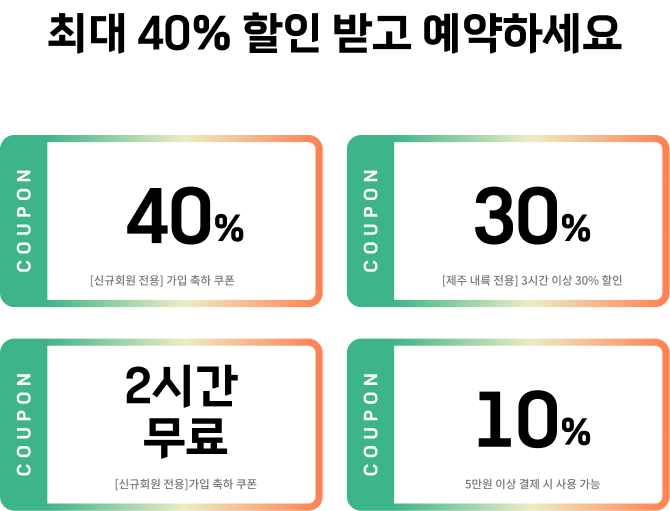 최대 40% 할인 받고 예약하세요
COUPON
40%
[신규회원 전용] 가입 축하 쿠폰
COUPON
30%
[제주 내륙 전용] 3시간 이상 30% 할인
COUPON
2시간
무료
[신규회원 전용]가입 축하 쿠폰
COUPON
10%
5만원 이상 결제 시 사용 가능